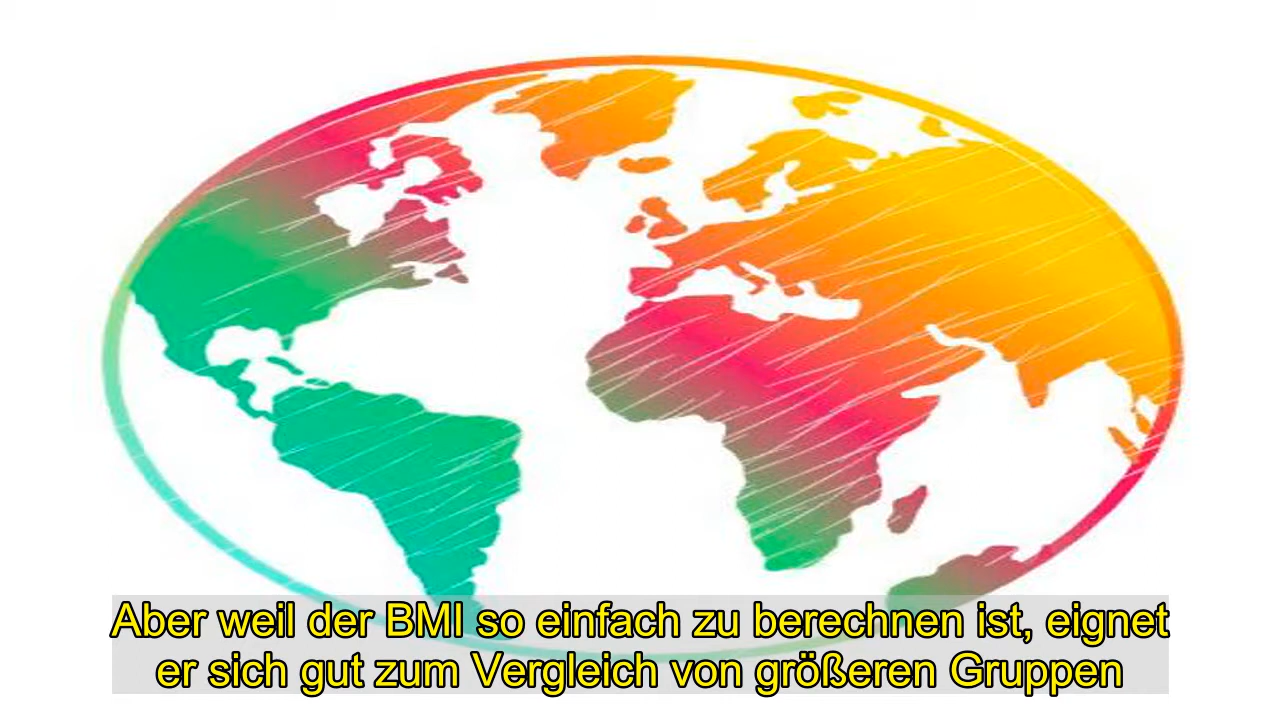 Aber weil der BMI so einfach zu berechnen ist, eignet
er sich gut zum Vergleich von größeren Gruppen